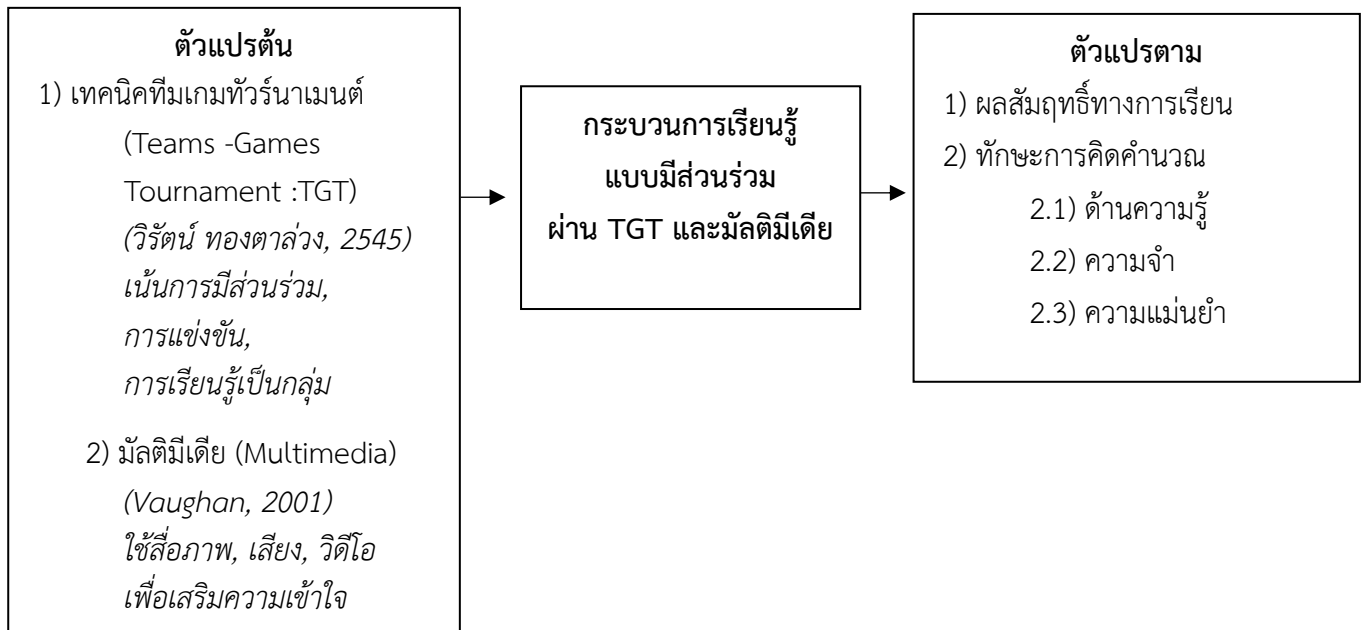 ตัวแปรต้น
1) เทคนิคทีมเกมทัวร์นาเมนต์
(Teams -Games
Tournament :TGT)
(วิรัตน์ ทองตาล่วง, 2545)
เน้นการมีส่วนร่วม,
การแข่งขัน,
การเรียนรู้เป็นกลุ่ม
2) มัลติมีเดีย (Multimedia)
(Vaughan, 2001)
ใช้สื่อภาพ, เสียง, วิดีโอ
เพื่อเสริมความเข้าใจ
กระบวนการเรียนรู้
แบบมีส่วนร่วม
ผ่าน TGT และมัลติมีเดีย
ตัวแปรตาม
1) ผลสัมฤทธิ์ทางการเรียน
2) ทักษะการคิดคำนวณ
2.1) ด้านความรู้
2.2) ความจำ
2.3) ความแม่นยำ